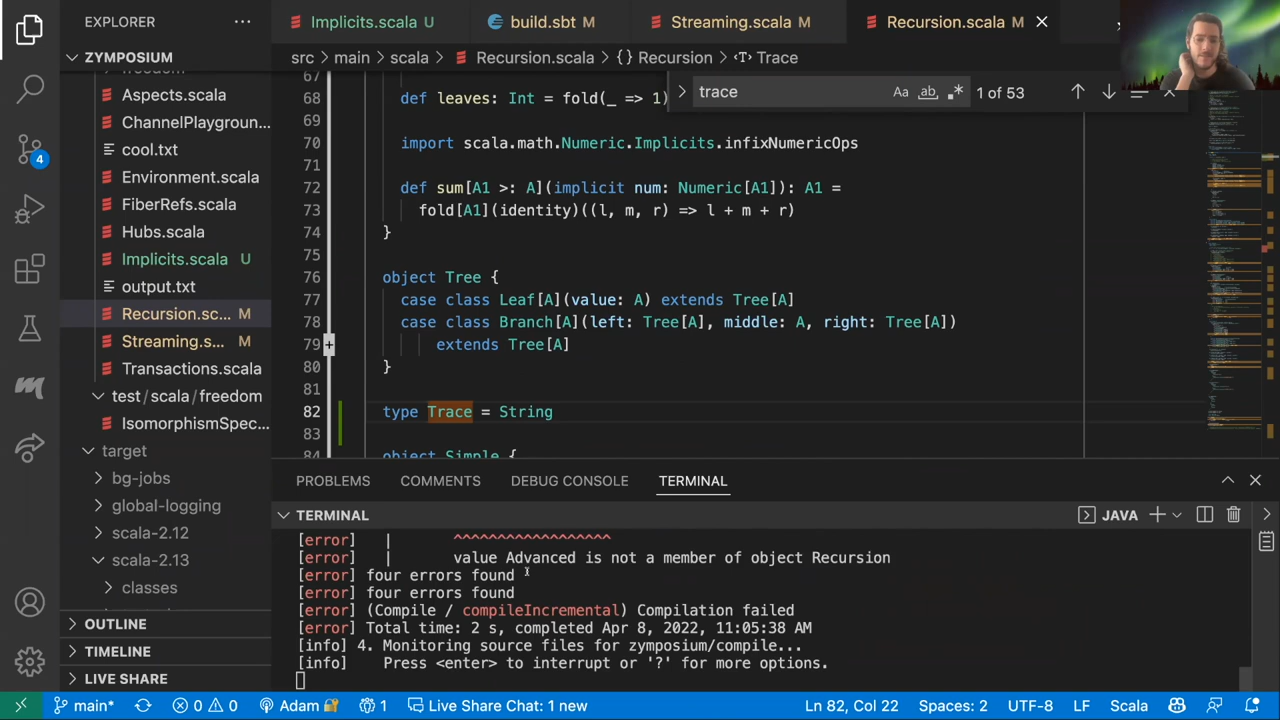 EXPLORER
Implicits.scala U
build.sbt M
Streaming.scala M
Recursion.scala M
ZYMPOSIUM
src > main > scala > Recursion.scala > {} Recursion > Trace
trace
Aa ab
1 of 53
Aspects.scala
ChannelPlaygroun...
cool.txt
Environment.scala
FiberRefs.scala
Hubs.scala
Implicits.scala U
output.txt
Recursion.sc... M
Streaming.s... M
Transactions.scala
test/scala/freedom
IsomorphismSpec...
target
bg-jobs
global-logging
scala-2.12
scala-2.13
classes
OUTLINE
TIMELINE
LIVE SHARE
4
67
68 def leaves: Int = fold(_ => 1)
69
70 import scala
71
72 def sum[A1 >: A](implicit num: Numeric[A1]): A1 =
73 fold[A1](identity)((l, m, r) => l + m + r)
74 }
75
76 object Tree {
77 case class Leaf[A](value: A) extends Tree[A]
78 case class Branch[A](left: Tree[A], middle: A, right: Tree[A])
79 extends Tree[A]
80 }
81
82 type Trace = String
83
84 object Simple {
PROBLEMS COMMENTS DEBUG CONSOLE TERMINAL
TERMINAL
JAVA
[error] | ^^^^^^^^^^^^^^^^^^
[error] | value Advanced is not a member of object Recursion
[error] four errors found
[error] four errors found
[error] (Compile / compileIncremental) Compilation failed
[error] Total time: 2 s, completed Apr 8, 2022, 11:05:38 AM
[info] 4. Monitoring source files for zymposium/compile...
[info] Press <enter> to interrupt or '?' for more options.
main* 0 0 Adam 1 Live Share Chat: 1 new Ln 82, Col 22 Spaces: 2 UTF-8 LF Scala